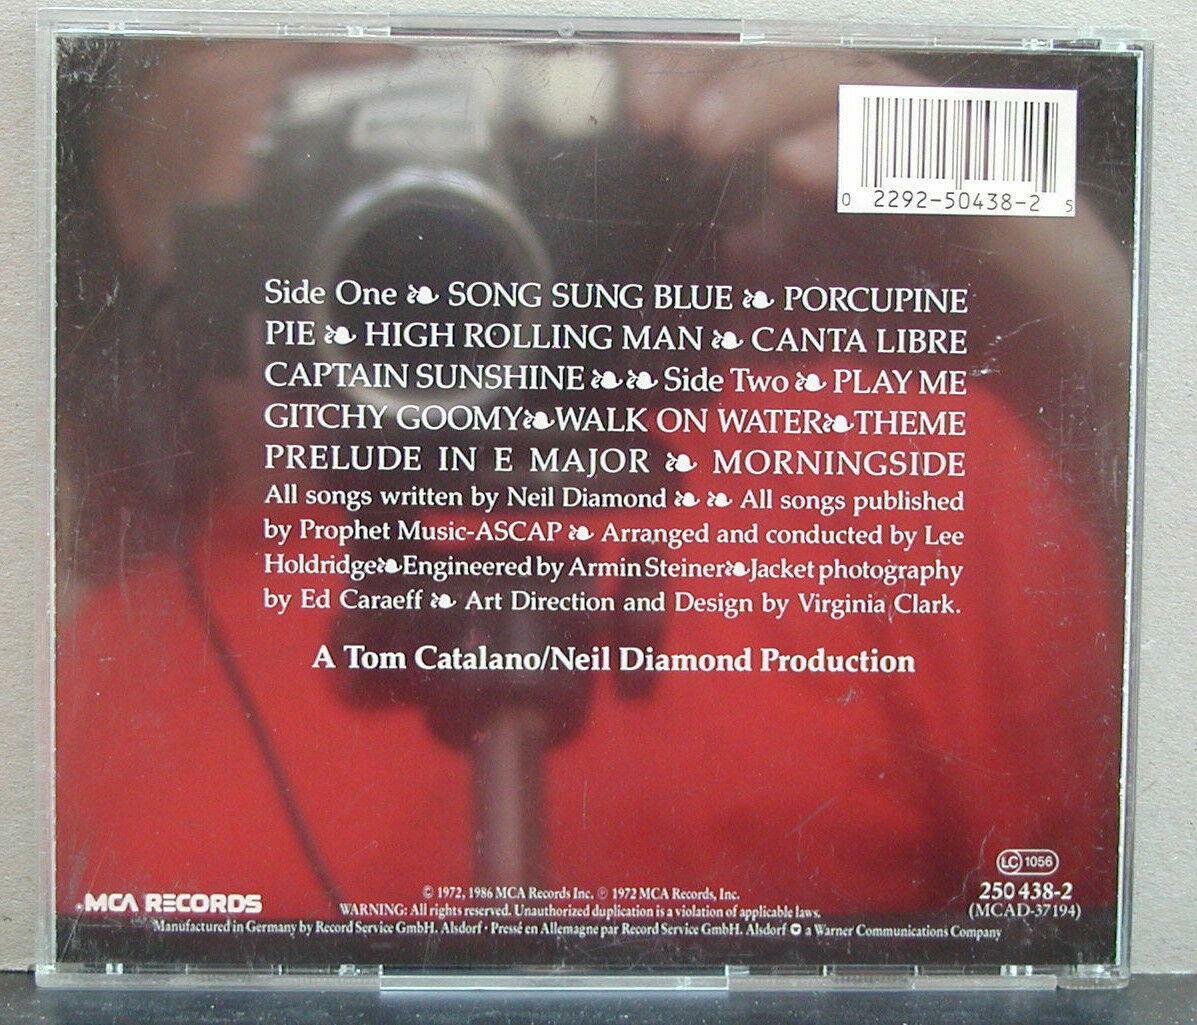 0 2292-50438-2 5
Side One ❧ SONG SUNG BLUE ❧ PORCUPINE
PIE ❧ HIGH ROLLING MAN ❧ CANTA LIBRE
CAPTAIN SUNSHINE ❧ ❧ Side Two ❧ PLAY ME
GITCHY GOOMY ❧ WALK ON WATER ❧ THEME
PRELUDE IN E MAJOR ❧ MORNINGSIDE
All songs written by Neil Diamond ❧ ❧ All songs published
by Prophet Music-ASCAP ❧ Arranged and conducted by Lee
Holdridge ❧ Engineered by Armin Steiner ❧ Jacket photography
by Ed Caraeff ❧ Art Direction and Design by Virginia Clark.
A Tom Catalano/Neil Diamond Production
LC 1056
250 438-2
(MCAD-37194)
MCA RECORDS
© 1972, 1986 MCA Records Inc. ℗ 1972 MCA Records, Inc.
WARNING: All rights reserved. Unauthorized duplication is a violation of applicable laws.
Manufactured in Germany by Record Service GmbH. Alsdorf · Pressé en Allemagne par Record Service GmbH. Alsdorf a Warner Communications Company